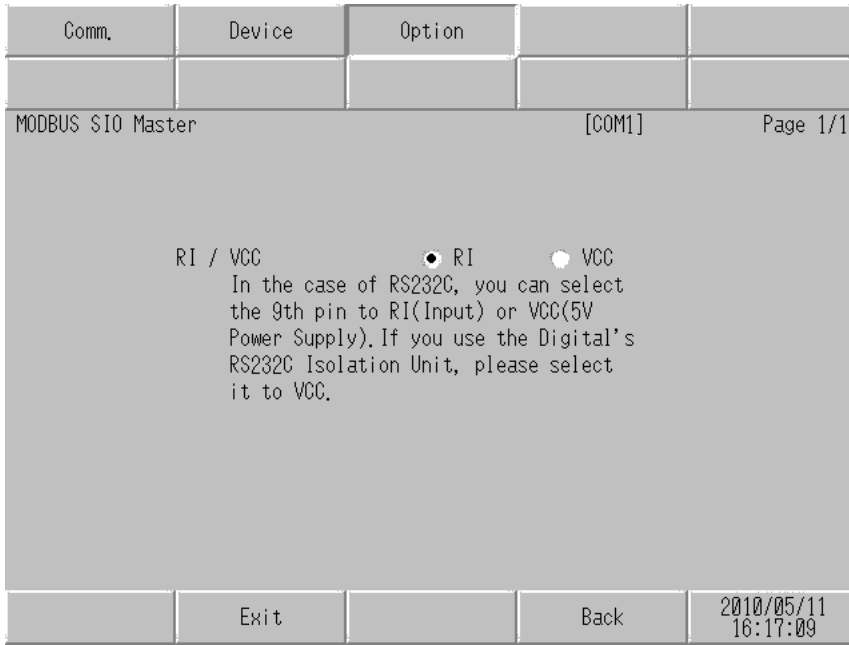 Comm. Device Option
MODBUS SIO Master [COM1] Page 1/1
RI / VCC RI VCC
In the case of RS232C, you can select
the 9th pin to RI(Input) or VCC(5V
Power Supply).If you use the Digital's
RS232C Isolation Unit, please select
it to VCC.
Exit Back 2010/05/11
16:17:09